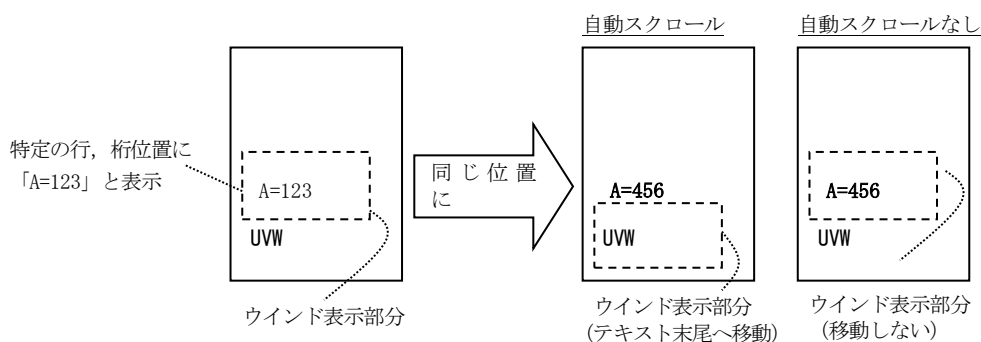 自動スクロール
自動スクロールなし
特定の行，桁位置に
「A=123」と表示
A=123
UVW
ウインド表示部分
同じ位置
に
A=456
UVW
ウインド表示部分
(テキスト末尾へ移動)
A=456
UVW
ウインド表示部分
(移動しない)